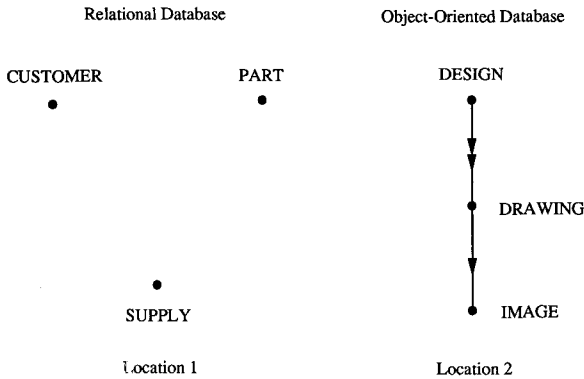 Relational Database
Object-Oriented Database
CUSTOMER
PART
DESIGN
DRAWING
SUPPLY
IMAGE
Location 1
Location 2